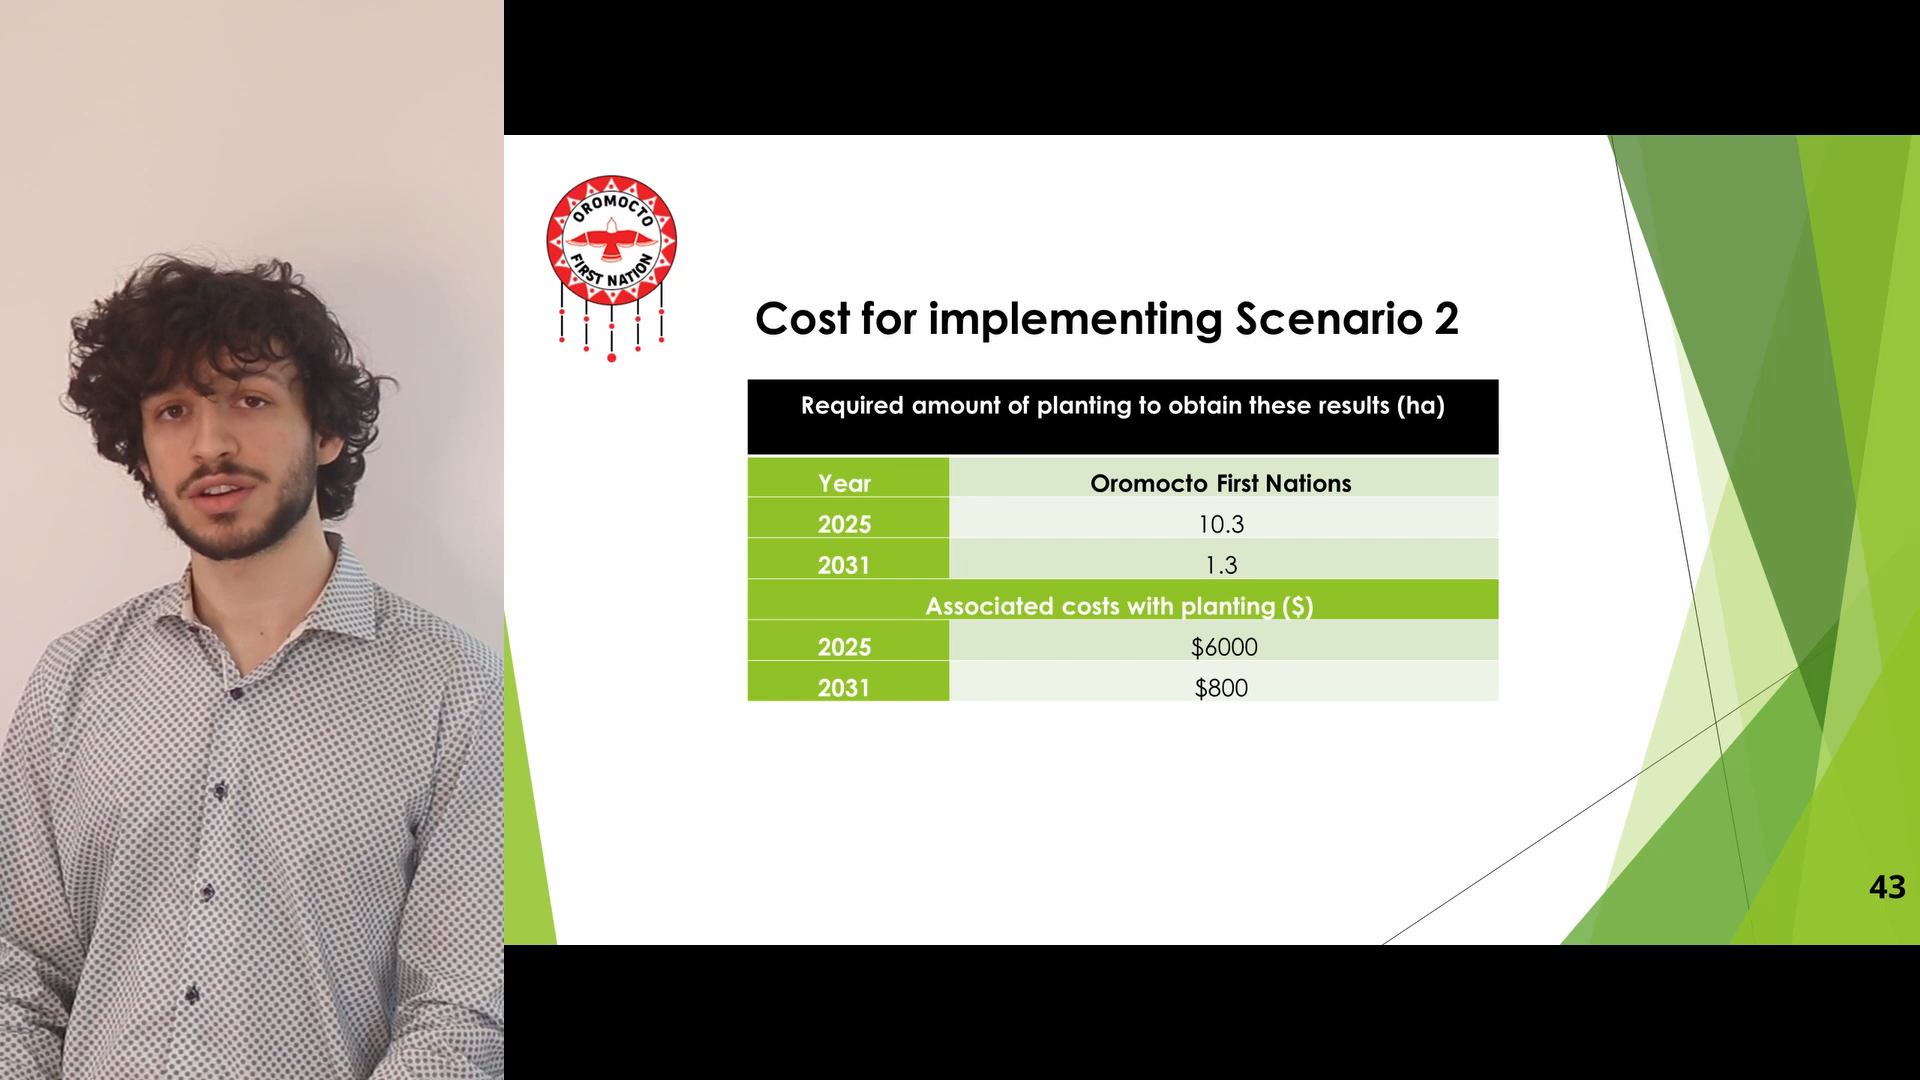 OROMOCTO
FIRST NATION
Cost for implementing Scenario 2
Required amount of planting to obtain these results (ha)
Year Oromocto First Nations
2025 10.3
2031 1.3
Associated costs with planting ($)
2025 $6000
2031 $800
43